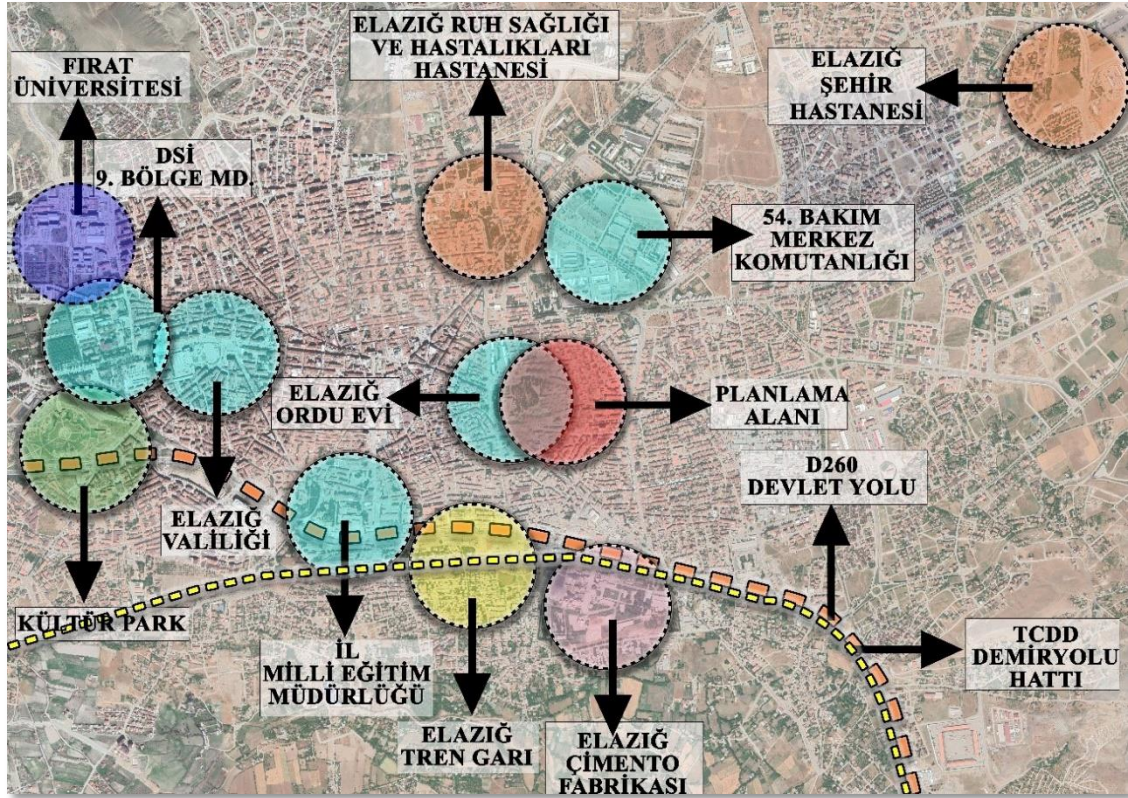 ELAZIĞ RUH SAĞLIĞI
VE HASTALIKLARI
HASTANESİ
FIRAT
ÜNİVERSİTESİ
ELAZIĞ
ŞEHİR
HASTANESİ
DSİ
9. BÖLGE MD.
54. BAKIM
MERKEZ
KOMUTANLIĞI
ELAZIĞ
ORDU EVİ
PLANLAMA
ALANI
D260
DEVLET YOLU
ELAZIĞ
VALİLİĞİ
KÜLTÜR PARK
İL
MİLLİ EĞİTİM
MÜDÜRLÜĞÜ
TCDD
DEMİRYOLU
HATTI
ELAZIĞ
TREN GARI
ELAZIĞ
ÇİMENTO
FABRİKASI